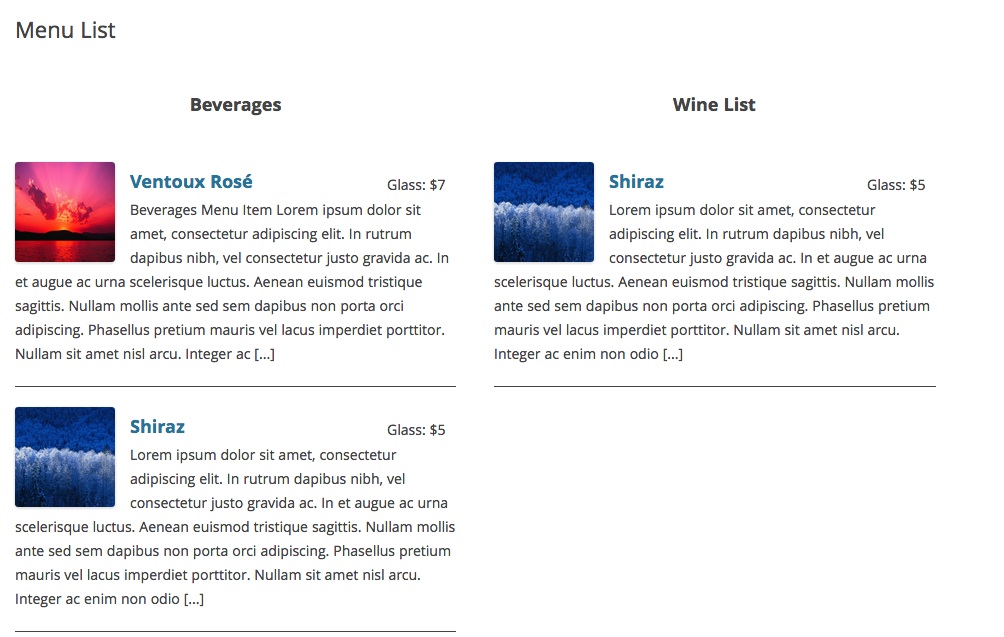 Menu List
Beverages
Ventoux Rosé
Glass: $7
Beverages Menu Item Lorem ipsum dolor sit
amet, consectetur adipiscing elit. In rutrum
dapibus nibh, vel consectetur justo gravida ac. In
et augue ac urna scelerisque luctus. Aenean euismod tristique
sagittis. Nullam mollis ante sed sem dapibus non porta orci
adipiscing. Phasellus pretium mauris vel lacus imperdiet porttitor.
Nullam sit amet nisl arcu. Integer ac [...]
Shiraz
Glass: $5
Lorem ipsum dolor sit amet, consectetur
adipiscing elit. In rutrum dapibus nibh, vel
consectetur justo gravida ac. In et augue ac urna
scelerisque luctus. Aenean euismod tristique sagittis. Nullam mollis
ante sed sem dapibus non porta orci adipiscing. Phasellus pretium
mauris vel lacus imperdiet porttitor. Nullam sit amet nisl arcu.
Integer ac enim non odio [...]
Wine List
Shiraz
Glass: $5
Lorem ipsum dolor sit amet, consectetur
adipiscing elit. In rutrum dapibus nibh, vel
consectetur justo gravida ac. In et augue ac urna
scelerisque luctus. Aenean euismod tristique sagittis. Nullam mollis
ante sed sem dapibus non porta orci adipiscing. Phasellus pretium
mauris vel lacus imperdiet porttitor. Nullam sit amet nisl arcu.
Integer ac enim non odio [...]